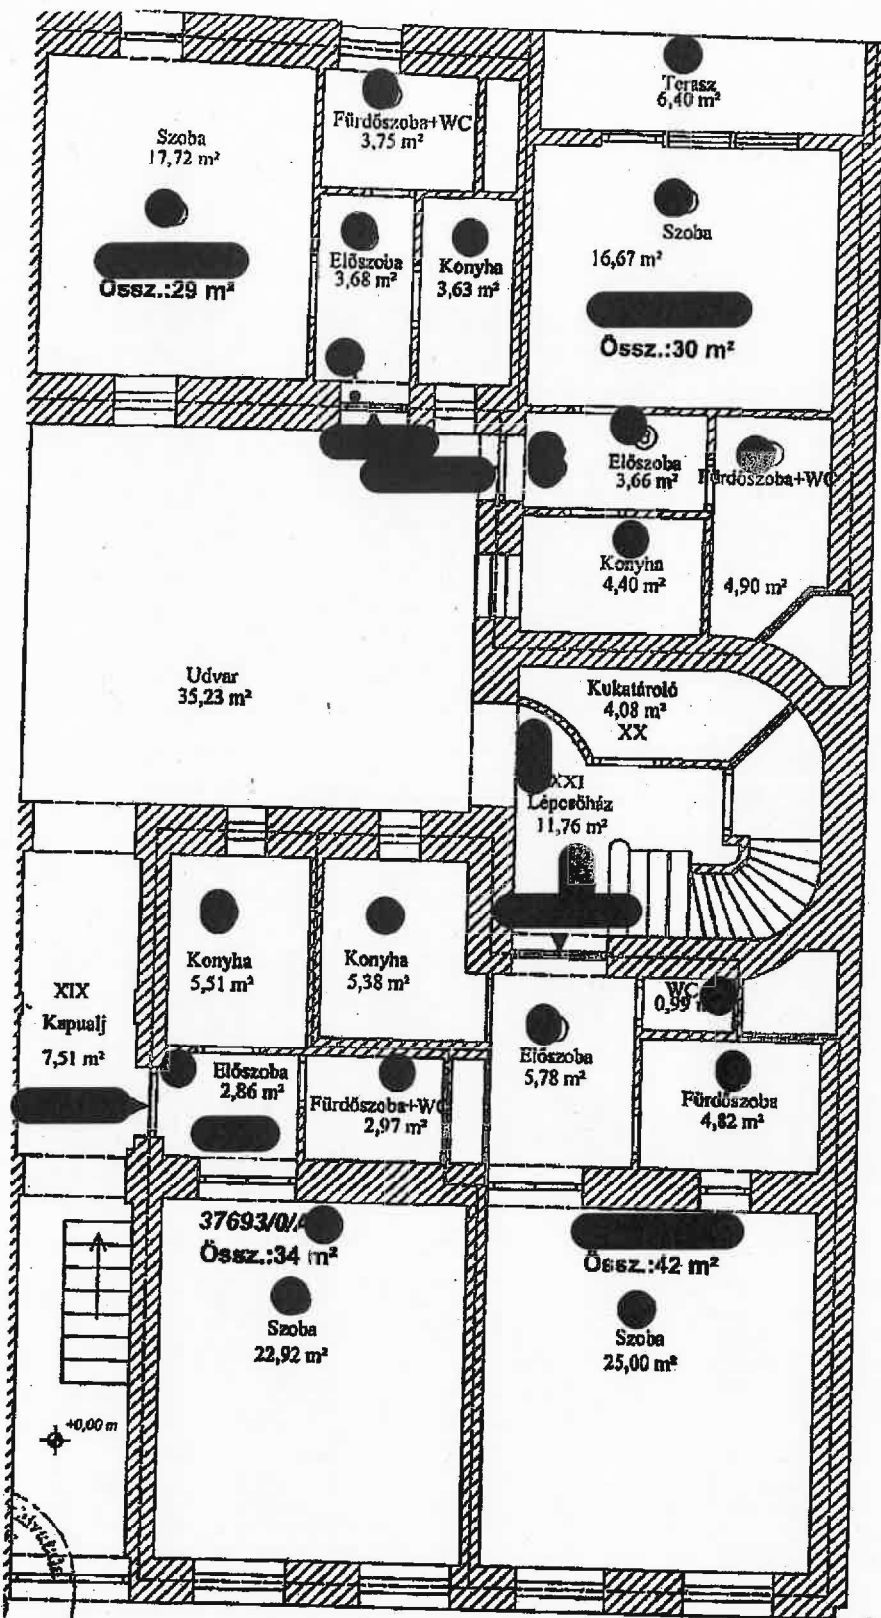 Terasz
6,40 m²
Fürdőszoba+WC
3,75 m²
Szoba
17,72 m²
Össz.:29 m²
Előszoba
3,68 m²
Konyha
3,63 m²
Szoba
16,67 m²
Össz.:30 m²
Előszoba
3,66 m²
Fürdőszoba+WC
4,90 m²
Konyha
4,40 m²
Udvar
35,23 m²
Kukatároló
4,08 m²
XX
XXI
Lépcsőház
11,76 m²
Konyha
5,51 m²
Konyha
5,38 m²
XIX
Kapualj
7,51 m²
Előszoba
2,86 m²
Fürdőszoba+WC
2,97 m²
Előszoba
5,78 m²
WC
0,99
Fürdőszoba
4,82 m²
37693/0/
Össz.:34 m²
Szoba
22,92 m²
Össz.:42 m²
Szoba
25,00 m²
+0,00 m